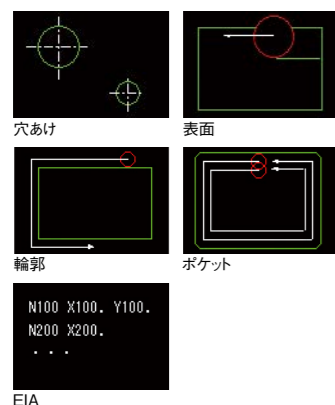 穴あけ
表面
輪郭
ポケット
N100 X100. Y100.
N200 X200.
. . .
EIA